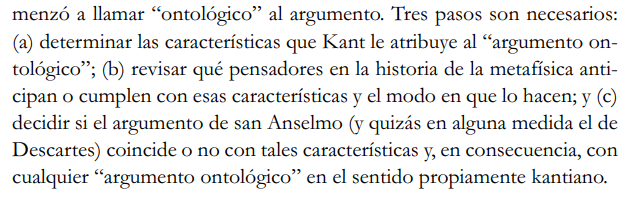 menzó a llamar “ontológico” al argumento. Tres pasos son necesarios:
(a) determinar las características que Kant le atribuye al “argumento on-
tológico”; (b) revisar qué pensadores en la historia de la metafísica anti-
cipan o cumplen con esas características y el modo en que lo hacen; y (c)
decidir si el argumento de san Anselmo (y quizás en alguna medida el de
Descartes) coincide o no con tales características y, en consecuencia, con
cualquier “argumento ontológico” en el sentido propiamente kantiano.